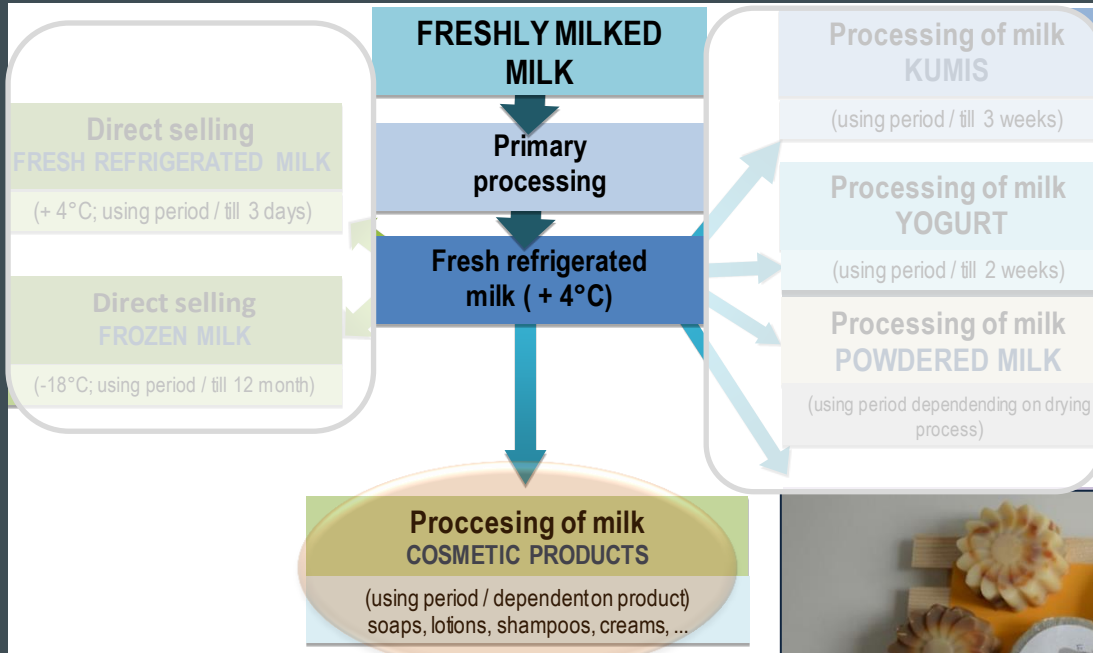 FRESHLY MILKED
MILK
Primary
processing
Fresh refrigerated
milk ( + 4°C)
Direct selling
FRESH REFRIGERATED MILK
(+ 4°C; using period / till 3 days)
Direct selling
FROZEN MILK
(-18°C; using period / till 12 month)
Processing of milk
KUMIS
(using period / till 3 weeks)
Processing of milk
YOGURT
(using period / till 2 weeks)
Processing of milk
POWDERED MILK
(using period dependending on drying
process)
Proccesing of milk
COSMETIC PRODUCTS
(using period / dependenton product)
soaps, lotions, shampoos, creams, ...